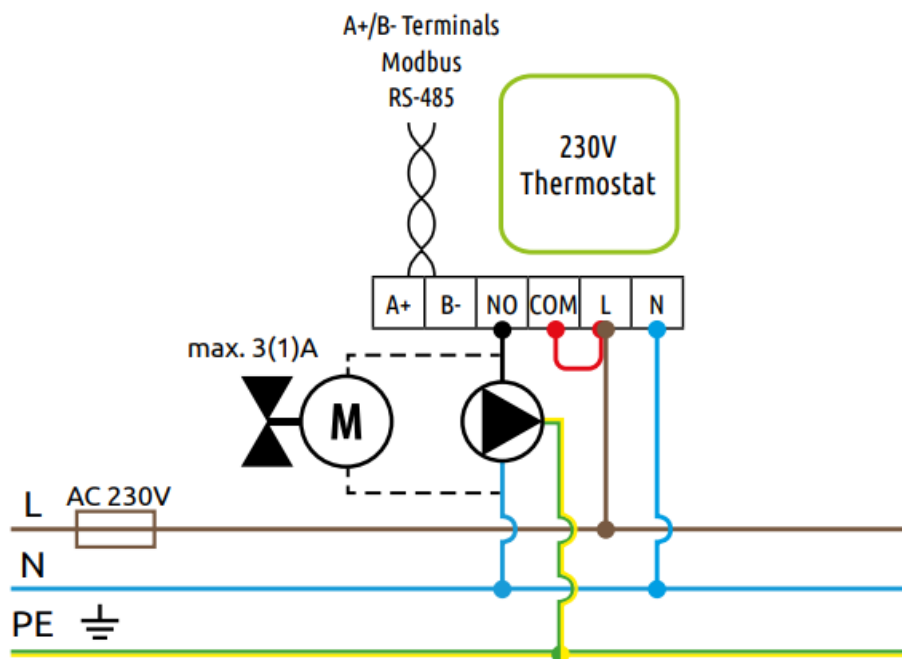 A+/B- Terminals
Modbus
RS-485
230V
Thermostat
A+ B- NO COM L N
max. 3(1)A
M
L AC 230V
N
PE